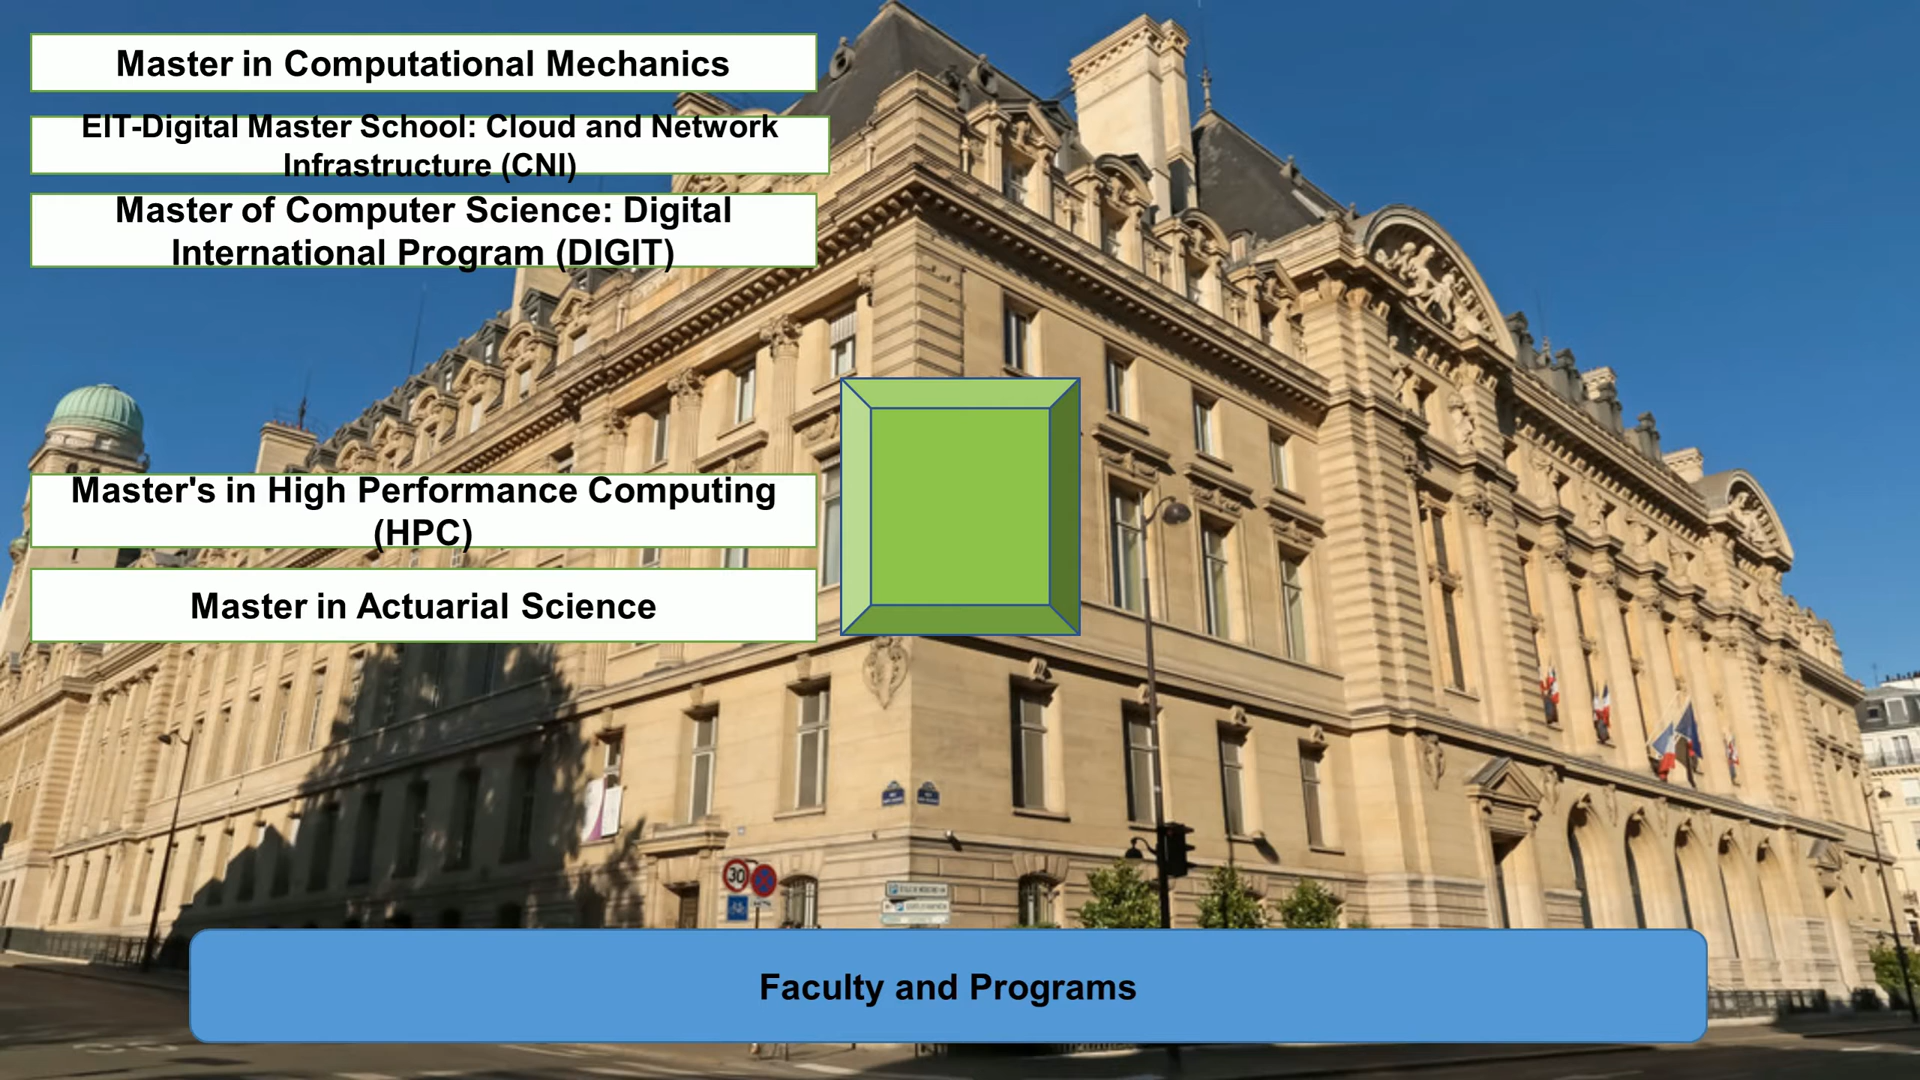 Master in Computational Mechanics
EIT-Digital Master School: Cloud and Network
Infrastructure (CNI)
Master of Computer Science: Digital
International Program (DIGIT)
Master's in High Performance Computing
(HPC)
Master in Actuarial Science
30
Faculty and Programs